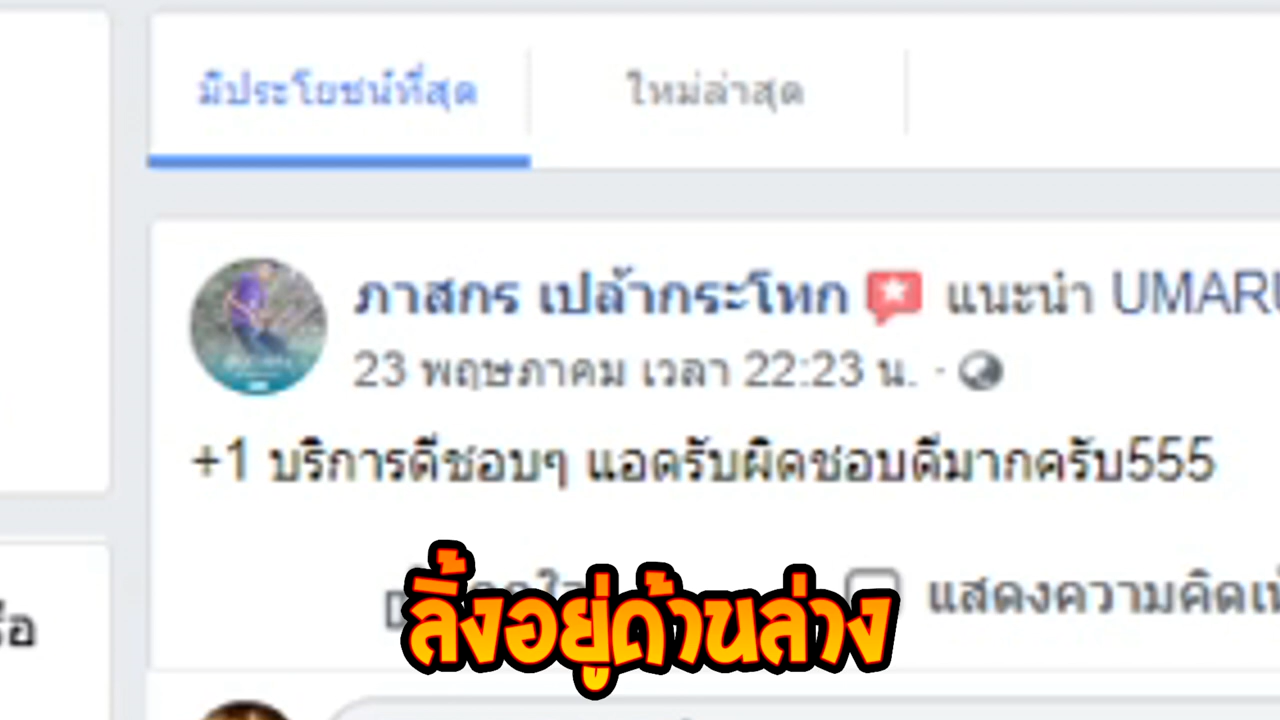 มีประโยชน์ที่สุด
ใหม่ล่าสุด
ภาสกร เปล้ากระโทก แนะนำ UMARU
23 พฤษภาคม เวลา 22:23 น. ·
+1 บริการดีชอบๆ แอดรับผิดชอบดีมากครับ555
แสดงความคิดเห็
ลิ้งอยู่ด้านล่าง